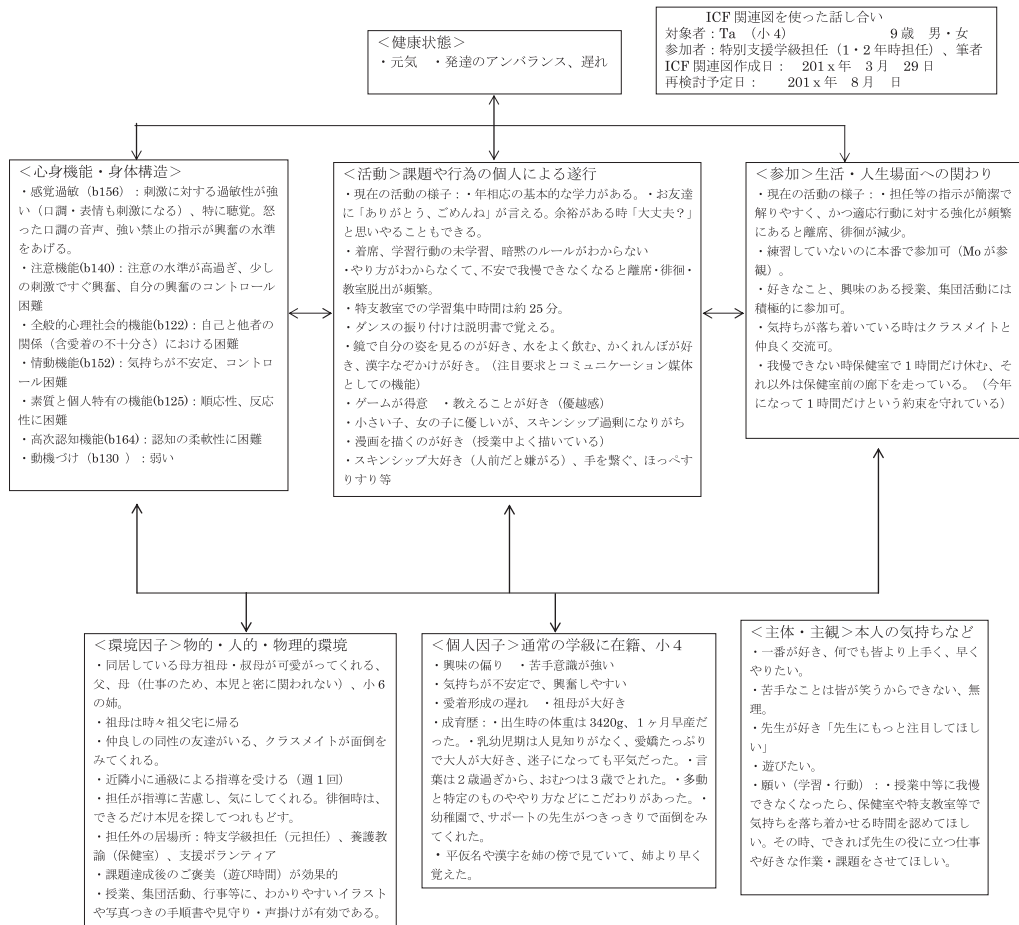 ICF 関連図を使った話し合い
対象者：Ta （小４）　９歳　男・女
参加者：特別支援学級担任（1・2 年時担任）、筆者
ICF 関連図作成日：　201ｘ年　3 月　29 日
再検討予定日：　201ｘ年　8 月　日
＜健康状態＞
・元気　・発達のアンバランス、遅れ
＜心身機能・身体構造＞
・感覚過敏（b156）：刺激に対する過敏性が強
い（口調・表情も刺激になる）、特に聴覚。怒
った口調の音声、強い禁止の指示が興奮の水準
をあげる。
・注意機能(b140)：注意の水準が高過ぎ、少し
の刺激ですぐ興奮、自分の興奮のコントロール
困難
・全般的心理社会的機能(b122)：自己と他者の
関係（含愛着の不十分さ）における困難
・情動機能(b152)：気持ちが不安定、コントロ
ール困難
・素質と個人特有の機能(b125)：順応性、反応
性に困難
・高次認知機能(b164)：認知の柔軟性に困難
・動機づけ（b130 ）：弱い
＜活動＞課題や行為の個人による遂行
・現在の活動の様子：・年相応の基本的な学力がある。・お友達
に「ありがとう、ごめんね」が言える。余裕がある時「大丈夫？」
と思いやることもできる。
・着席、学習行動の未学習、暗黙のルールがわからない
・やり方がわからなくて、不安で我慢できなくなると離席・徘徊・
教室脱出が頻繁。
・特支教室での学習集中時間は約 25 分。
・ダンスの振り付けは説明書で覚える。
・鏡で自分の姿を見るのが好き、水をよく飲む、かくれんぼが好
き、漢字なぞかけが好き。（注目要求とコミュニケーション媒体
としての機能）
・ゲームが得意　・教えることが好き（優越感）
・小さい子、女の子に優しいが、スキンシップ過剰になりがち
・漫画を描くのが好き（授業中よく描いている）
・スキンシップ大好き（人前だと嫌がる）、手を繋ぐ、ほっぺす
りすり等
＜参加＞生活・人生場面への関わり
・現在の活動の様子：・担任等の指示が簡潔で
解りやすく、かつ適応行動に対する強化が頻繁
にあると離席、徘徊が減少。
・練習していないのに本番で参加可（Mo が参
観）。
・好きなこと、興味のある授業、集団活動には
積極的に参加可。
・気持ちが落ち着いている時はクラスメイトと
仲良く交流可。
・我慢できない時保健室で 1 時間だけ休む、そ
れ以外は保健室前の廊下を走っている。（今年
になって 1 時間だけという約束を守れている）
＜環境因子＞物的・人的・物理的環境
・同居している母方祖母・叔母が可愛がってくれる、
父、母（仕事のため、本児と密に関われない）、小 6
の姉。
・祖母は時々祖父宅に帰る
・仲良しの同性の友達がいる、クラスメイトが面倒を
みてくれる。
・近隣小に通級による指導を受ける（週 1 回）
・担任が指導に苦慮し、気にしてくれる。徘徊時は、
できるだけ本児を探してつれもどす。
・担任外の居場所：特支学級担任（元担任）、養護教
諭（保健室）、支援ボランティア
・課題達成後のご褒美（遊び時間）が効果的
・授業、集団活動、行事等に、わかりやすいイラスト
や写真つきの手順書や見守り・声掛けが有効である。
＜個人因子＞通常の学級に在籍、小４
・興味の偏り　・苦手意識が強い
・気持ちが不安定で、興奮しやすい
・愛着形成の遅れ　・祖母が大好き
・成育歴：・出生時の体重は 3420g、1 ヶ月早産だ
った。・乳幼児期は人見知りがなく、愛嬌たっぷり
で大人が大好き、迷子になっても平気だった。・言
葉は 2 歳過ぎから、おむつは 3 歳でとれた。・多動
と特定のものややり方などにこだわりがあった。・
幼稚園で、サポートの先生がつきっきりで面倒をみ
てくれた。
・平仮名や漢字を姉の傍で見ていて、姉より早く
覚えた。
＜主体・主観＞本人の気持ちなど
・一番が好き、何でも皆より上手く、早く
やりたい。
・苦手なことは皆が笑うからできない、無
理。
・先生が好き「先生にもっと注目してほし
い」
・遊びたい。
・願い（学習・行動）：・授業中等に我慢
できなくなったら、保健室や特支教室等で
気持ちを落ち着かせる時間を認めてほし
い。その時、できれば先生の役に立つ仕事
や好きな作業・課題をさせてほしい。